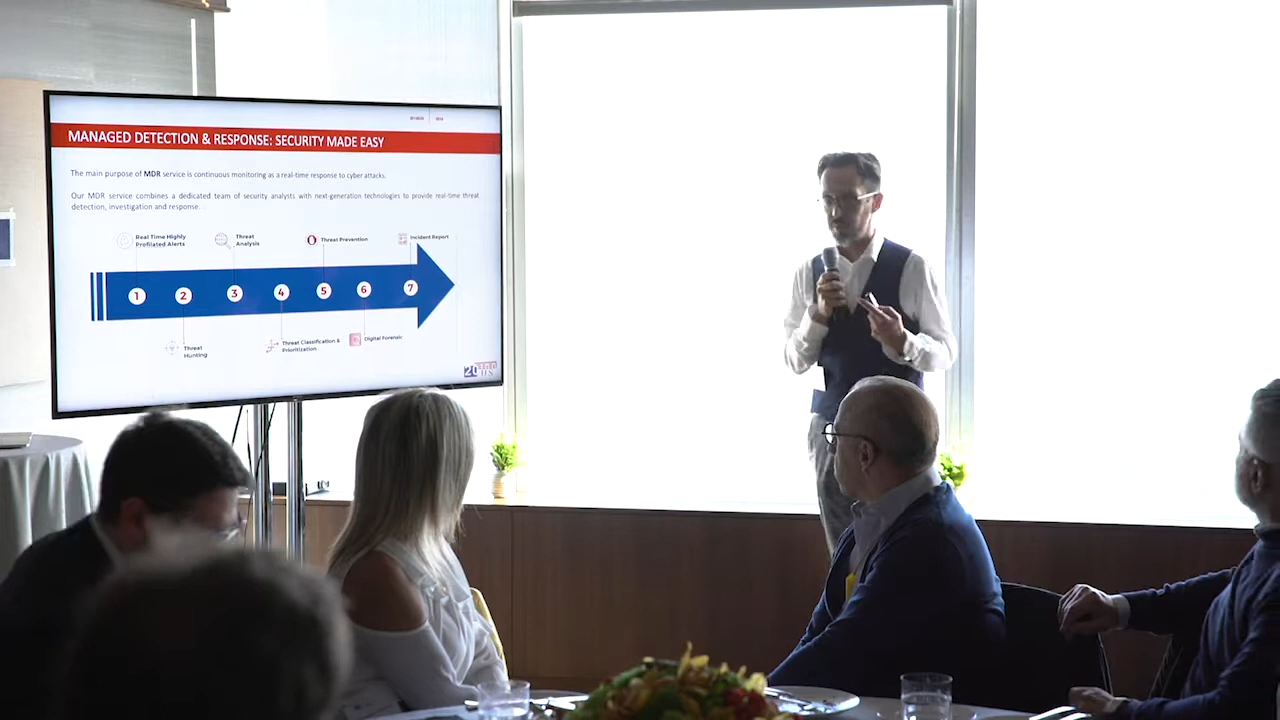 MANAGED DETECTION & RESPONSE: SECURITY MADE EASY
The main purpose of MDR service is continuous monitoring as a real-time response to cyber attacks.
Our MDR service combines a dedicated team of security analysts with next-generation technologies to provide real-time threat
detection, investigation and response.
Real Time Highly
Profilated Alerts
Threat
Analysis
Threat Prevention
Incident Report
1 2 3 4 5 6 7
Threat
Hunting
Threat Classification &
Prioritization
Digital Forensic
20